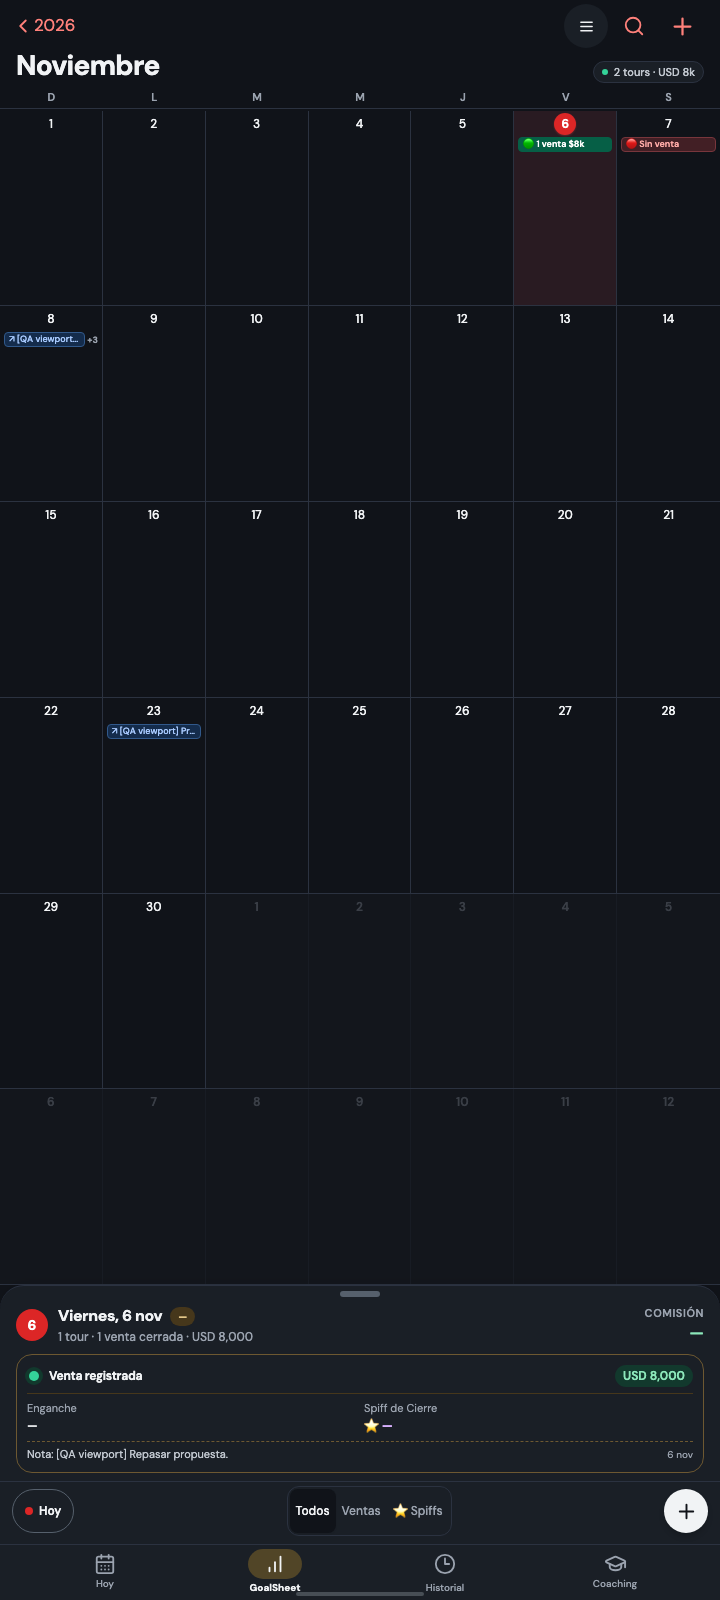 2026
Noviembre
2 tours · USD 8k
D L M M J V S
1 2 3 4 5 6 7
1 venta $8k Sin venta
8 9 10 11 12 13 14
[QA viewport… +3
15 16 17 18 19 20 21
22 23 24 25 26 27 28
[QA viewport] Pr…
29 30 1 2 3 4 5
6 7 8 9 10 11 12
6 Viernes, 6 nov — COMISIÓN
1 tour · 1 venta cerrada · USD 8,000 —
Venta registrada USD 8,000
Enganche Spiff de Cierre
— ⭐ —
Nota: [QA viewport] Repasar propuesta. 6 nov
Hoy Todos Ventas ⭐ Spiffs +
Hoy GoalSheet Historial Coaching